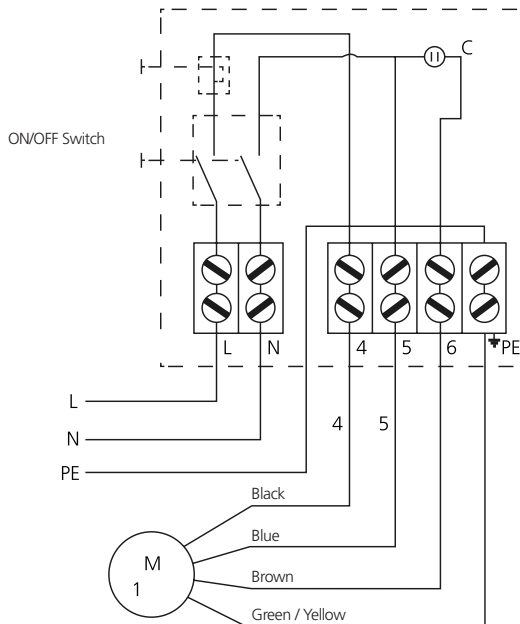 C
ON/OFF Switch
L N 4 5 6 PE
L
4 5
N
PE
Black
Blue
M
1
Brown
Green / Yellow